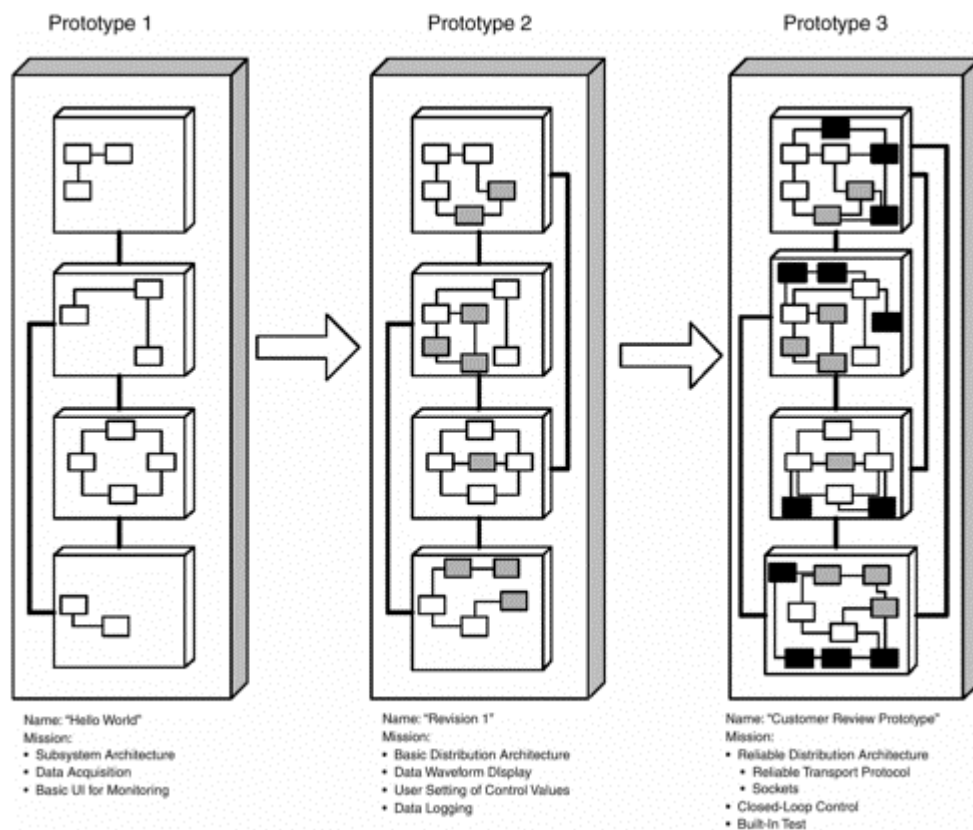 Prototype 1
Prototype 2
Prototype 3
Name: "Hello World"
Mission:
• Subsystem Architecture
• Data Acquisition
• Basic UI for Monitoring
Name: "Revision 1"
Mission:
• Basic Distribution Architecture
• Data Waveform Display
• User Setting of Control Values
• Data Logging
Name: "Customer Review Prototype"
Mission:
• Reliable Distribution Architecture
• Reliable Transport Protocol
• Sockets
• Closed-Loop Control
• Built-In Test